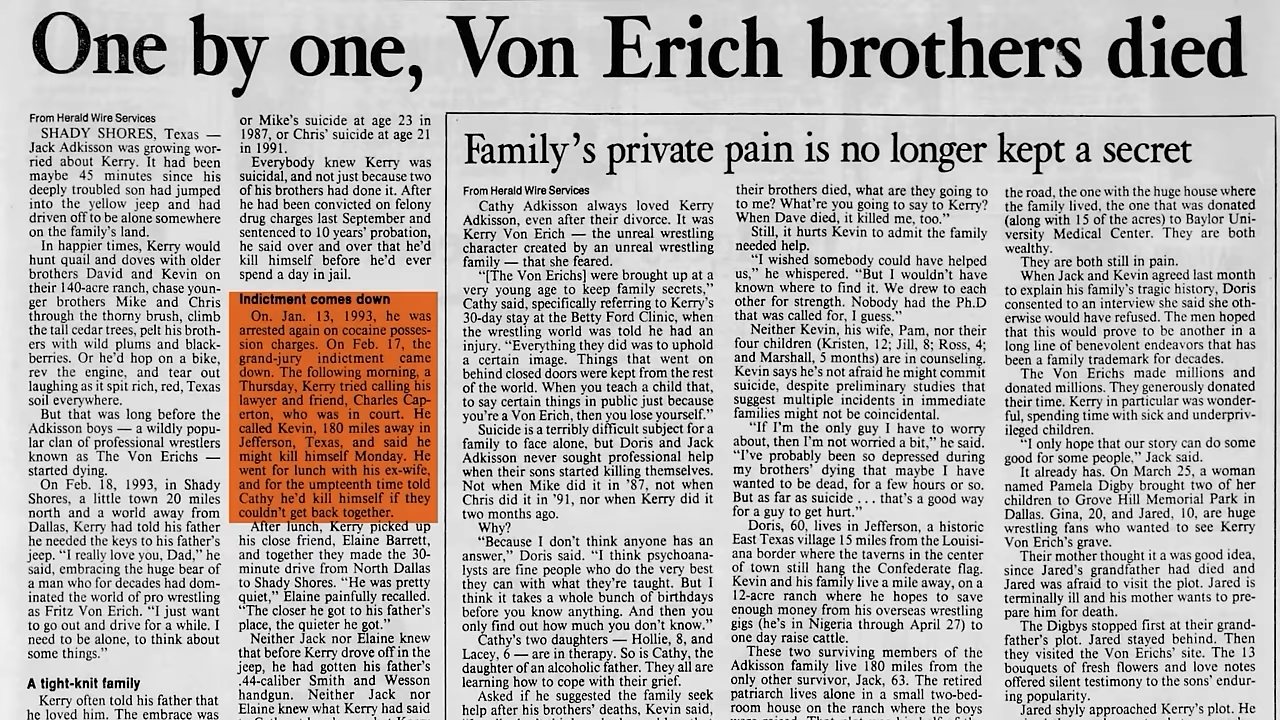 One by one, Von Erich brothers died
From Herald Wire Services
SHADY SHORES, Texas —
Jack Adkisson was growing wor-
ried about Kerry. It had been
maybe 45 minutes since his
deeply troubled son had jumped
into the yellow jeep and had
driven off to be alone somewhere
on the family's land.
In happier times, Kerry would
hunt quail and doves with older
brothers David and Kevin on
their 140-acre ranch, chase youn-
ger brothers Mike and Chris
through the thorny brush, climb
the tall cedar trees, pelt his broth-
ers with wild plums and black-
berries. Or he'd hop on a bike,
rev the engine, and tear out
laughing as it spit rich, red, Texas
soil everywhere.
But that was long before the
Adkisson boys — a wildly popu-
lar clan of professional wrestlers
known as The Von Erichs —
started dying.
On Feb. 18, 1993, in Shady
Shores, a little town 20 miles
north and a world away from
Dallas, Kerry had told his father
he needed the keys to his father's
jeep. “I really love you, Dad,” he
said, embracing the huge bear of
a man who for decades had dom-
inated the world of pro wrestling
as Fritz Von Erich. “I just want
to go out and drive for a while. I
need to be alone, to think about
some things.”
A tight-knit family
Kerry often told his father that
he loved him. The embrace was
or Mike's suicide at age 23 in
1987, or Chris' suicide at age 21
in 1991.
Everybody knew Kerry was
suicidal, and not just because two
of his brothers had done it. After
he had been convicted on felony
drug charges last September and
sentenced to 10 years' probation,
he said over and over that he'd
kill himself before he'd ever
spend a day in jail.
Indictment comes down
On. Jan. 13, 1993, he was
arrested again on cocaine posses-
sion charges. On Feb. 17, the
grand-jury indictment came
down. The following morning, a
Thursday, Kerry tried calling his
lawyer and friend, Charles Cap-
erton, who was in court. He
called Kevin, 180 miles away in
Jefferson, Texas, and said he
might kill himself Monday. He
went for lunch with his ex-wife,
and for the umpteenth time told
Cathy he'd kill himself if they
couldn't get back together.
After lunch, Kerry picked up
his close friend, Elaine Barrett,
and together they made the 30-
minute drive from North Dallas
to Shady Shores. “He was pretty
quiet,” Elaine painfully recalled.
“The closer he got to his father's
place, the quieter he got.”
Neither Jack nor Elaine knew
that before Kerry drove off in the
jeep, he had gotten his father's
.44-caliber Smith and Wesson
handgun. Neither Jack nor
Elaine knew what Kerry had said
Family's private pain is no longer kept a secret
From Herald Wire Services
Cathy Adkisson always loved Kerry
Adkisson, even after their divorce. It was
Kerry Von Erich — the unreal wrestling
character created by an unreal wrestling
family — that she feared.
“[The Von Erichs] were brought up at a
very young age to keep family secrets,”
Cathy said, specifically referring to Kerry's
30-day stay at the Betty Ford Clinic, when
the wrestling world was told he had an
injury. “Everything they did was to uphold
a certain image. Things that went on
behind closed doors were kept from the rest
of the world. When you teach a child that,
to say certain things in public just because
you're a Von Erich, then you lose yourself.”
Suicide is a terribly difficult subject for a
family to face alone, but Doris and Jack
Adkisson never sought professional help
when their sons started killing themselves.
Not when Mike did it in '87, not when
Chris did it in '91, nor when Kerry did it
two months ago.
Why?
“Because I don't think anyone has an
answer,” Doris said. “I think psychoana-
lysts are fine people who do the very best
they can with what they're taught. But I
think it takes a whole bunch of birthdays
before you know anything. And then you
only find out how much you don't know.”
Cathy's two daughters — Hollie, 8, and
Lacey, 6 — are in therapy. So is Cathy, the
daughter of an alcoholic father. They all are
learning how to cope with their grief.
Asked if he suggested the family seek
help after his brothers' deaths, Kevin said,
their brothers died, what are they going to
to me? What're you going to say to Kerry?
When Dave died, it killed me, too.”
Still, it hurts Kevin to admit the family
needed help.
“I wished somebody could have helped
us,” he whispered. “But I wouldn't have
known where to find it. We drew to each
other for strength. Nobody had the Ph.D
that was called for, I guess.”
Neither Kevin, his wife, Pam, nor their
four children (Kristen, 12; Jill, 8; Ross, 4;
and Marshall, 5 months) are in counseling.
Kevin says he's not afraid he might commit
suicide, despite preliminary studies that
suggest multiple incidents in immediate
families might not be coincidental.
“If I'm the only guy I have to worry
about, then I'm not worried a bit,” he said.
“I've probably been so depressed during
my brothers' dying that maybe I have
wanted to be dead, for a few hours or so.
But as far as suicide . . . that's a good way
for a guy to get hurt.”
Doris, 60, lives in Jefferson, a historic
East Texas village 15 miles from the Louisi-
ana border where the taverns in the center
of town still hang the Confederate flag.
Kevin and his family live a mile away, on a
12-acre ranch where he hopes to save
enough money from his overseas wrestling
gigs (he's in Nigeria through April 27) to
one day raise cattle.
These two surviving members of the
Adkisson family live 180 miles from the
only other survivor, Jack, 63. The retired
patriarch lives alone in a small two-bed-
room house on the ranch where the boys
the road, the one with the huge house where
the family lived, the one that was donated
(along with 15 of the acres) to Baylor Uni-
versity Medical Center. They are both
wealthy.
They are both still in pain.
When Jack and Kevin agreed last month
to explain his family's tragic history, Doris
consented to an interview she said she oth-
erwise would have refused. The men hoped
that this would prove to be another in a
long line of benevolent endeavors that has
been a family trademark for decades.
The Von Erichs made millions and
donated millions. They generously donated
their time. Kerry in particular was wonder-
ful, spending time with sick and underpriv-
ileged children.
“I only hope that our story can do some
good for some people,” Jack said.
It already has. On March 25, a woman
named Pamela Digby brought two of her
children to Grove Hill Memorial Park in
Dallas. Gina, 20, and Jared, 10, are huge
wrestling fans who wanted to see Kerry
Von Erich's grave.
Their mother thought it a was good idea,
since Jared's grandfather had died and
Jared was afraid to visit the plot. Jared is
terminally ill and his mother wants to pre-
pare him for death.
The Digbys stopped first at their grand-
father's plot. Jared stayed behind. Then
they visited the Von Erichs' site. The 13
bouquets of fresh flowers and love notes
offered silent testimony to the sons' endur-
ing popularity.
Jared shyly approached Kerry's plot. He